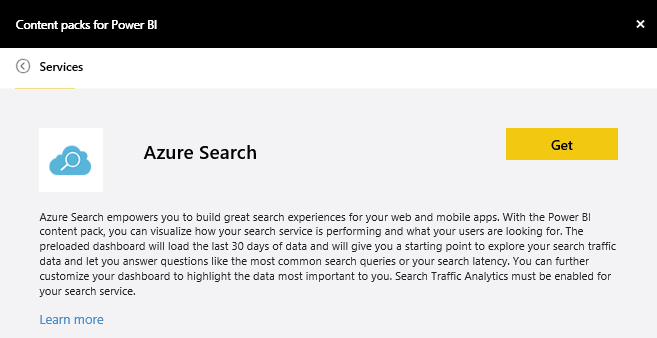 Content packs for Power BI
Services
Azure Search
Get
Azure Search empowers you to build great search experiences for your web and mobile apps. With the Power BI
content pack, you can visualize how your search service is performing and what your users are looking for. The
preloaded dashboard will load the last 30 days of data and will give you a starting point to explore your search traffic
data and let you answer questions like the most common search queries or your search latency. You can further
customize your dashboard to highlight the data most important to you. Search Traffic Analytics must be enabled for
your search service.
Learn more